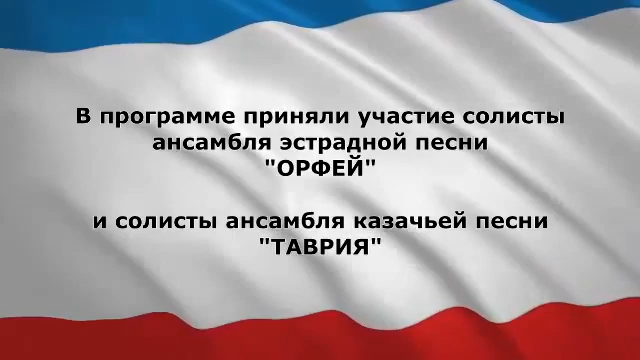 В программе приняли участие солисты
ансамбля эстрадной песни
"ОРФЕЙ"
и солисты ансамбля казачьей песни
"ТАВРИЯ"